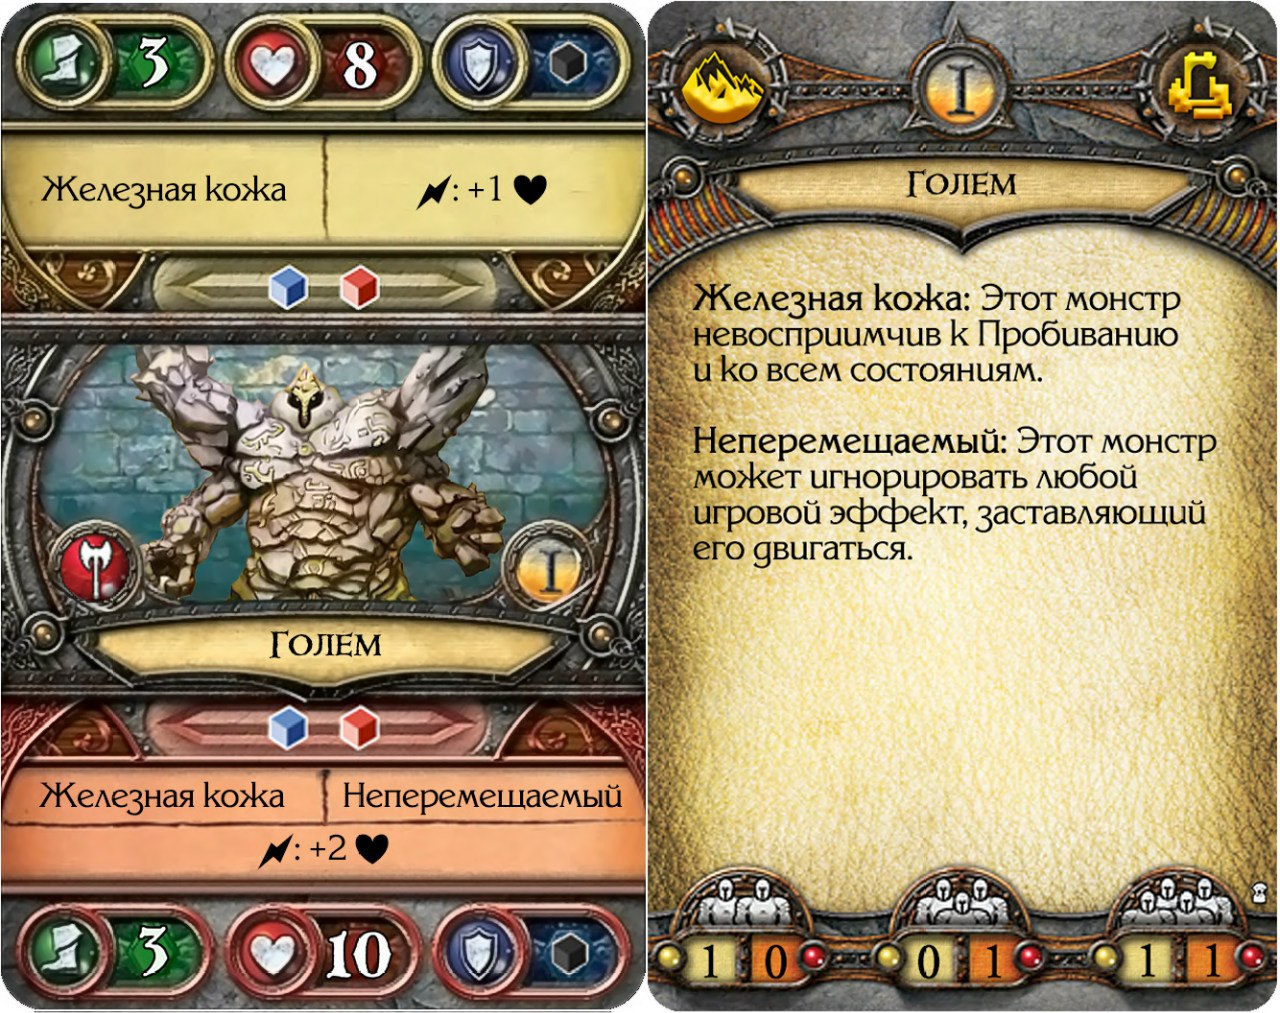 3 8
Железная кожа : +1
I
Голем
Железная кожа Неперемещаемый
: +2
3 10
I
Голем
Железная кожа: Этот монстр
невосприимчив к Пробиванию
и ко всем состояниям.
Неперемещаемый: Этот монстр
может игнорировать любой
игровой эффект, заставляющий
его двигаться.
1 0 0 1 1 1